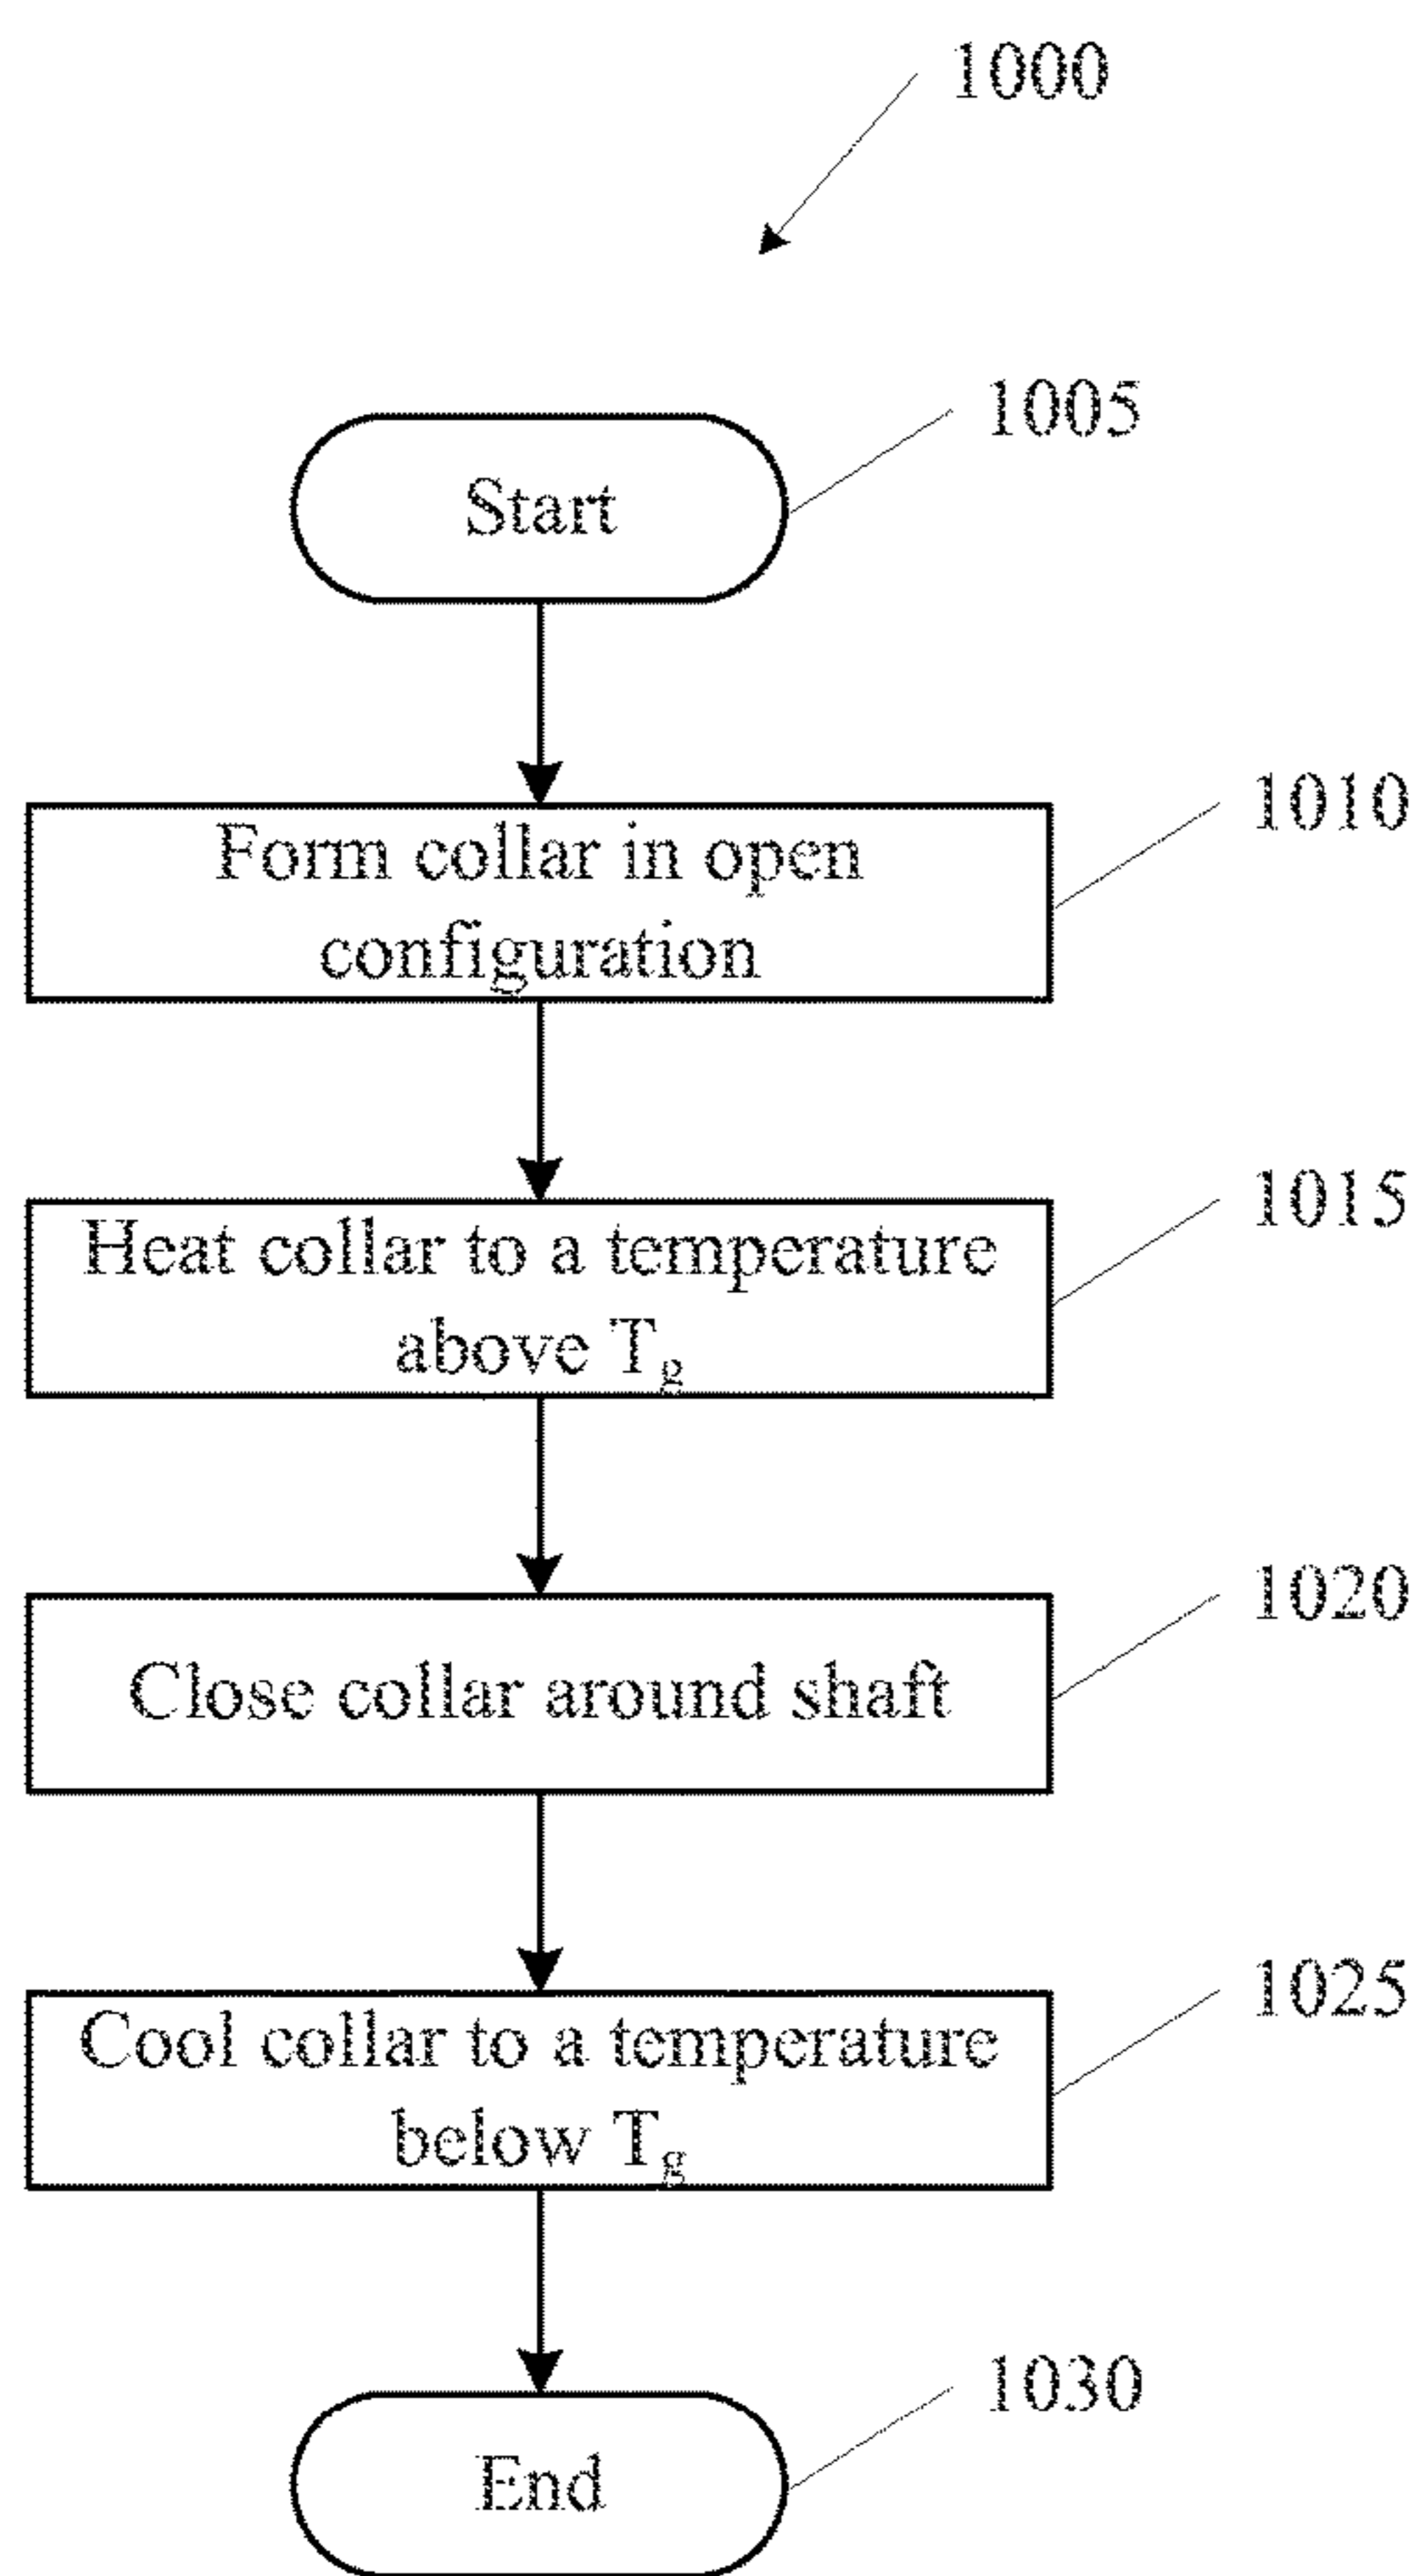 1000
1005
Start
1010
Form collar in open
configuration
1015
Heat collar to a temperature
above Tg
1020
Close collar around shaft
1025
Cool collar to a temperature
below Tg
1030
End